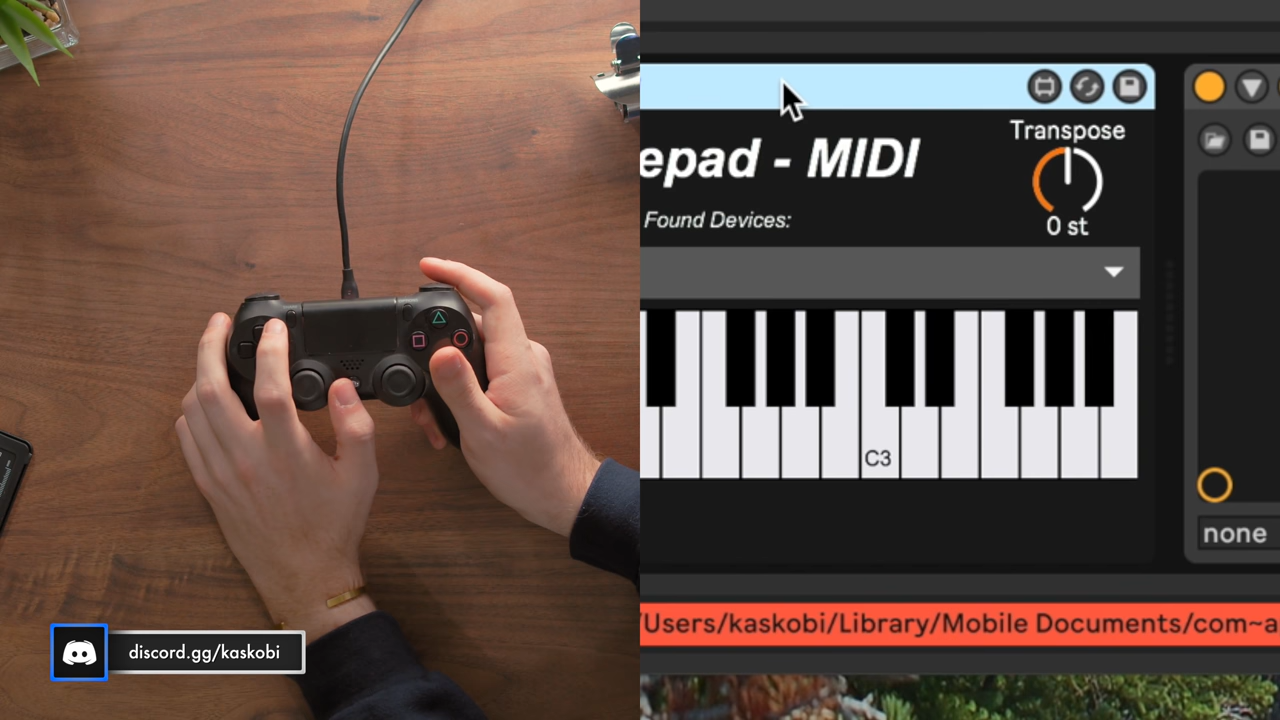 Transpose
epad - MIDI
0 st
Found Devices:
C3
none
/Users/kaskobi/Library/Mobile Documents/com~a
discord.gg/kaskobi